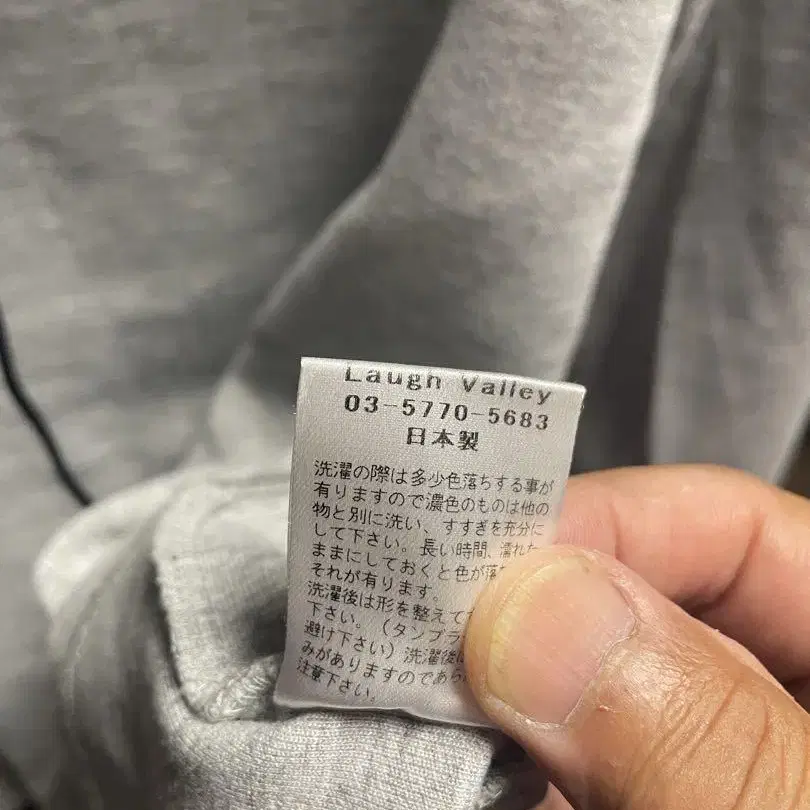 Laugh Valley
03-5770-5683
日本製
洗濯の際は多少色落ちする事が
有りますので濃色のものは他の
物と別に洗い、すすぎを充分に
して下さい。長い時間、濡れた
ままにしておくと色が落
それが有ります。
洗濯後は形を整えて
下さい。(タンブラ
避け下さい)洗濯後
みがありますのであら
注意下さい。